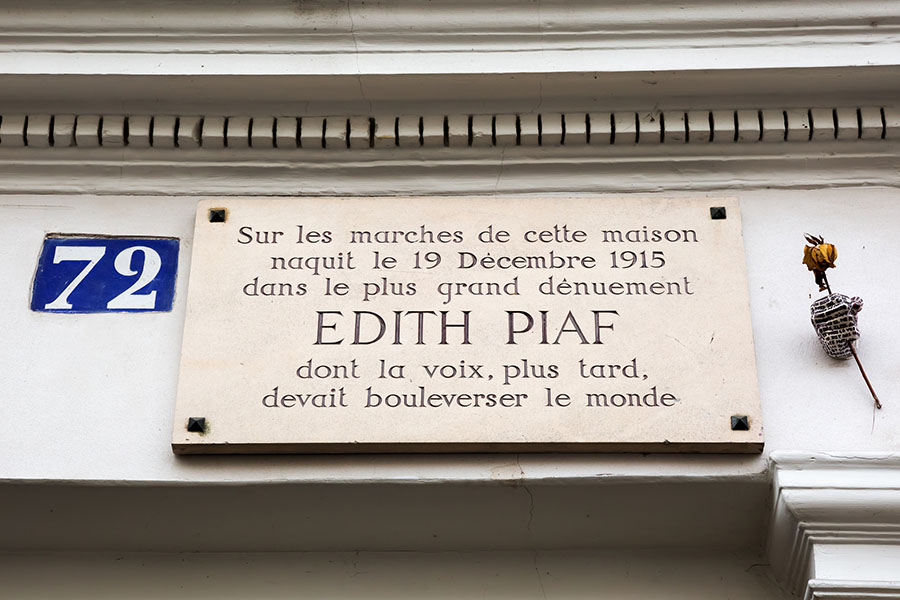 72
Sur les marches de cette maison
naquit le 19 Décembre 1915
dans le plus grand dênuement
EDITH PIAF
dont la voix, plus tard,
devait bouleverser le monde